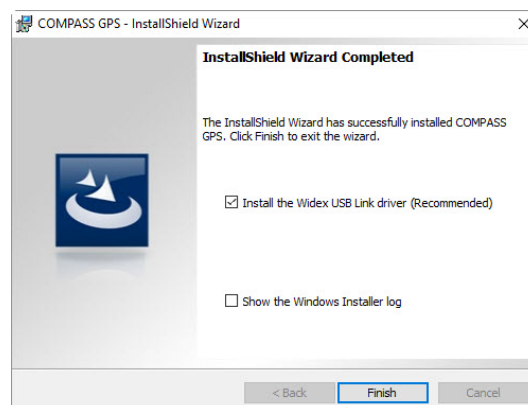 COMPASS GPS - InstallShield Wizard
InstallShield Wizard Completed
The InstallShield Wizard has successfully installed COMPASS
GPS. Click Finish to exit the wizard.
Install the Widex USB Link driver (Recommended)
Show the Windows Installer log
< Back Finish Cancel